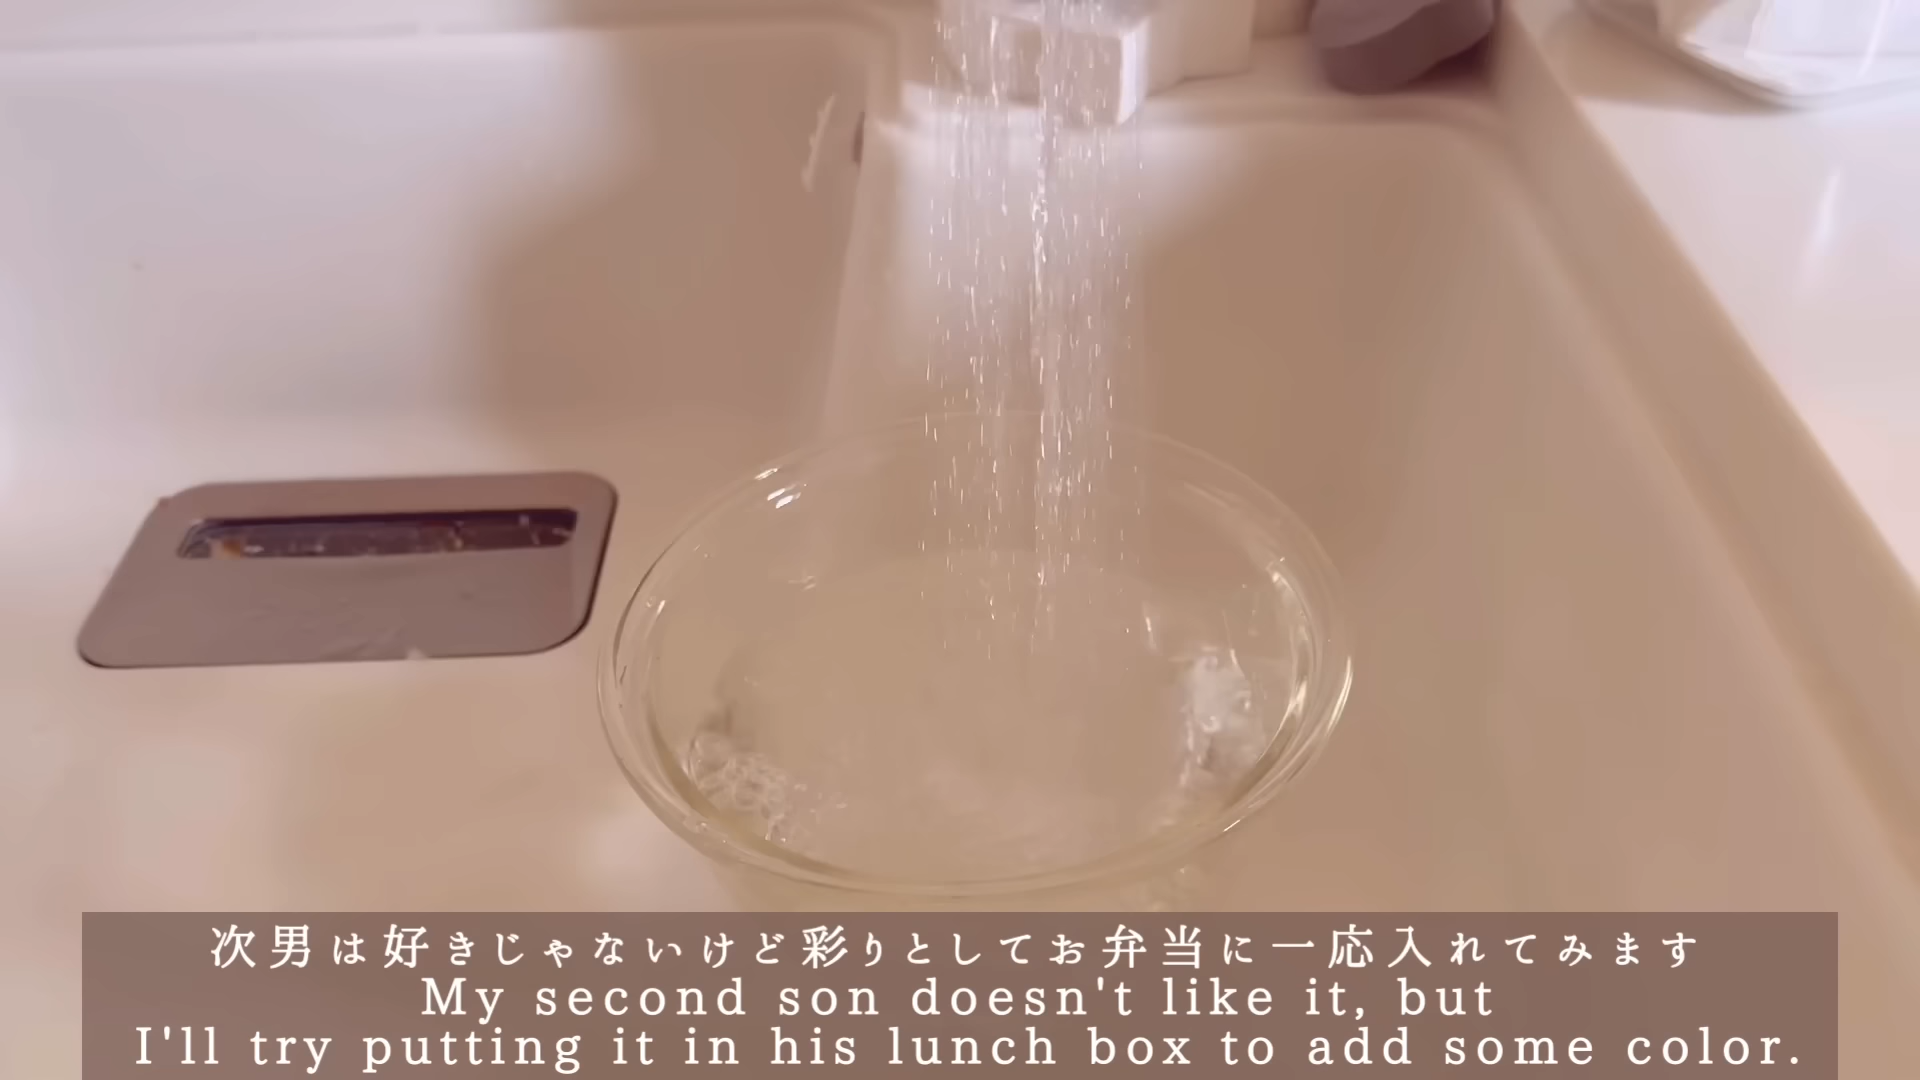 次男は好きじゃないけど彩りとしてお弁当に一応入れてみます
My second son doesn't like it, but
I'll try putting it in his lunch box to add some color.